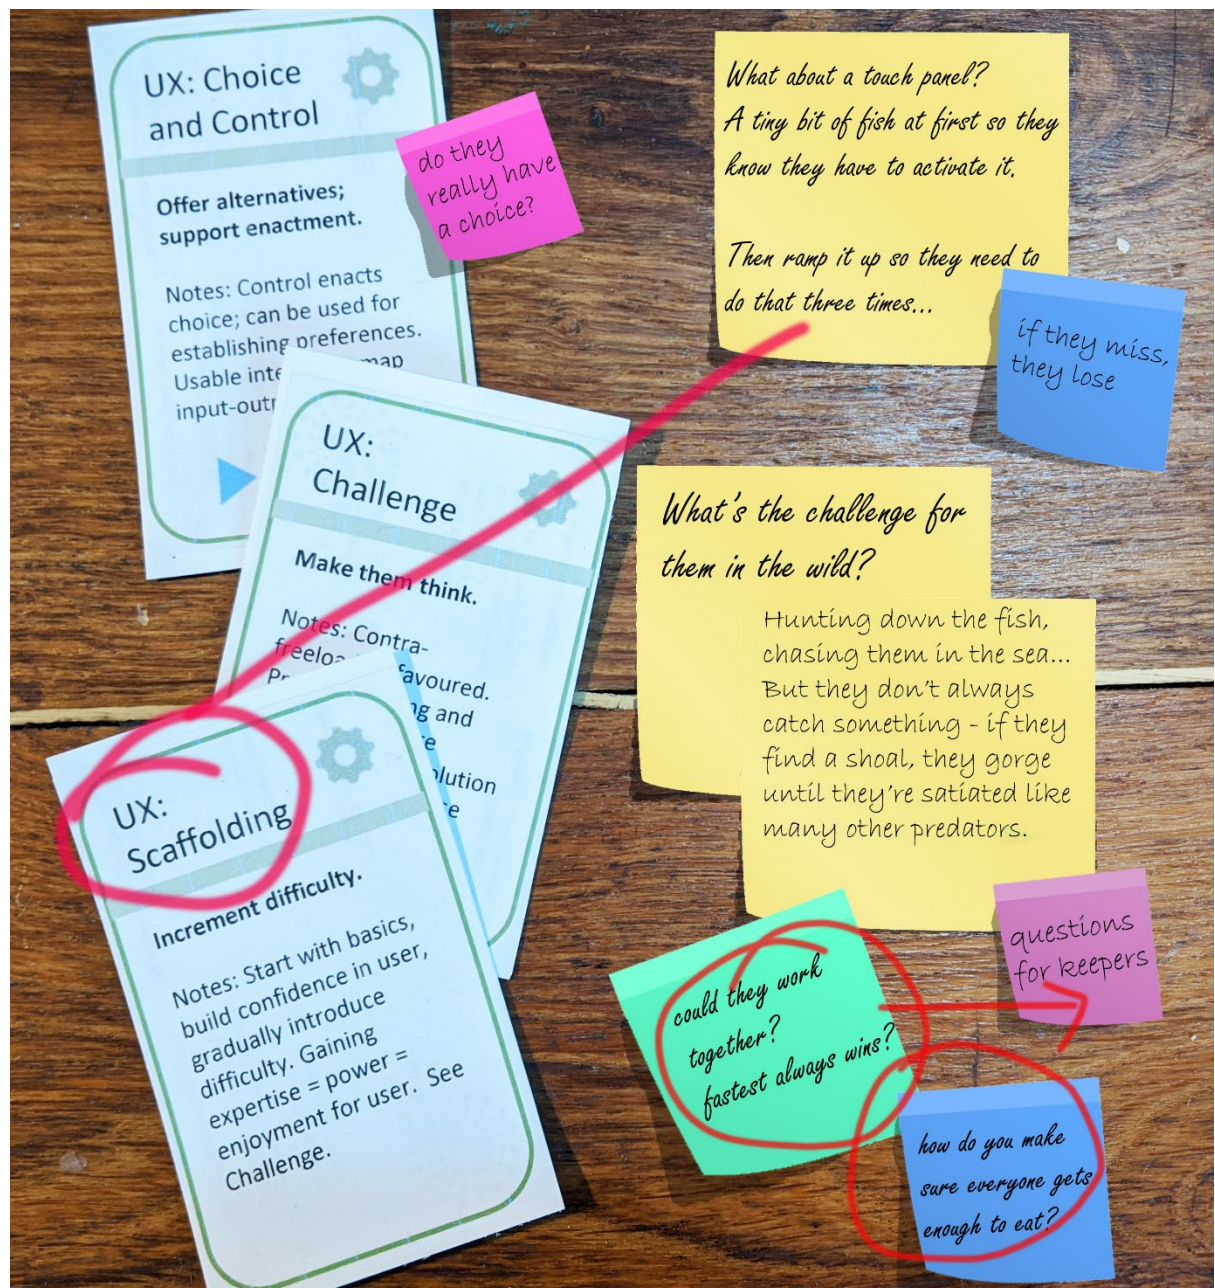 UX: Choice
and Control
Offer alternatives;
support enactment.
Notes: Control enacts
choice; can be used for
establishing preferences.
Usable map
do they
really have
a choice?
What about a touch panel?
A tiny bit of fish at first so they
know they have to activate it.
Then ramp it up so they need to
do that three times...
if they miss,
they lose
UX:
Challenge
Make them think.
Notes: Contra-
favoured.
and
What's the challenge for
them in the wild?
Hunting down the fish,
chasing them in the sea...
But they don't always
catch something - if they
find a shoal, they gorge
until they're satiated like
many other predators.
UX:
Scaffolding
Increment difficulty.
Notes: Start with basics,
build confidence in user,
gradually introduce
difficulty. Gaining
expertise = power =
enjoyment for user. See
Challenge.
could they work
together?
fastest always wins?
questions
for keepers
how do you make
sure everyone gets
enough to eat?